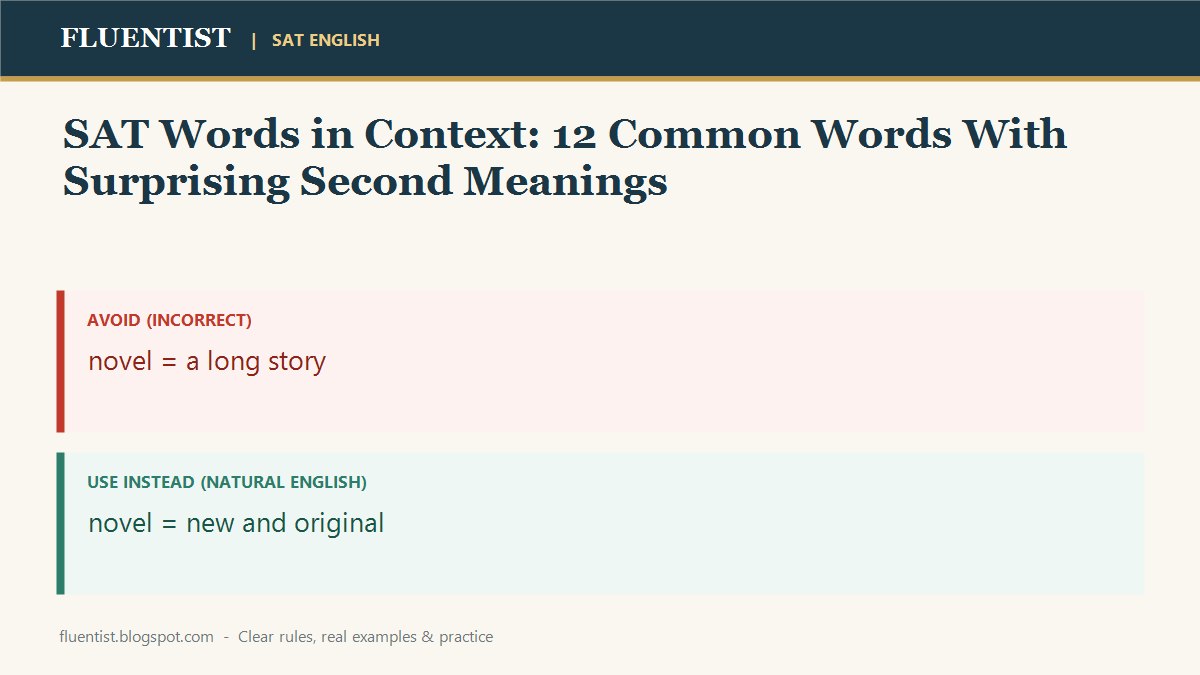 FLUENTIST | SAT ENGLISH
SAT Words in Context: 12 Common Words With
Surprising Second Meanings
AVOID (INCORRECT)
novel = a long story
USE INSTEAD (NATURAL ENGLISH)
novel = new and original
fluentist.blogspot.com - Clear rules, real examples & practice